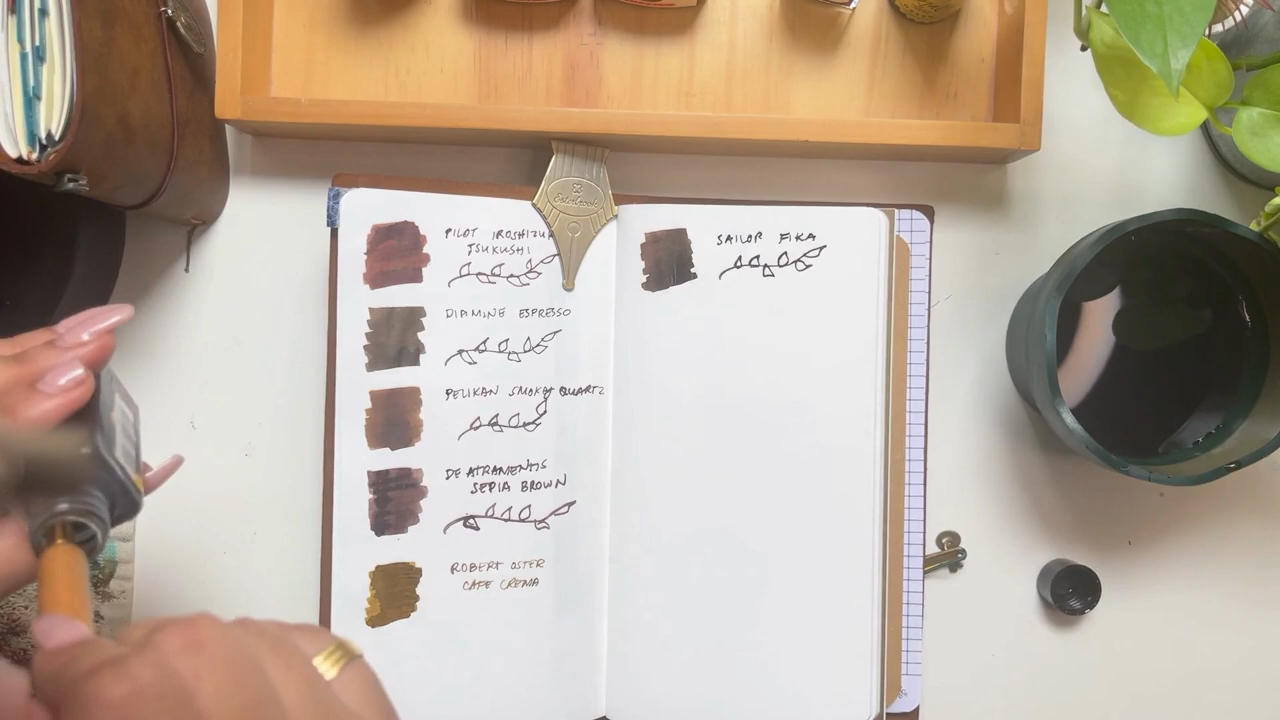 PILOT IROSHIZUKU
TSUKUSHI
DIAMINE ESPRESSO
PELIKAN SMOKY QUARTZ
DE ATRAMENTIS
SEPIA BROWN
ROBERT OSTER
CAFE CREMA
Esterbrook
SAILOR FIKA